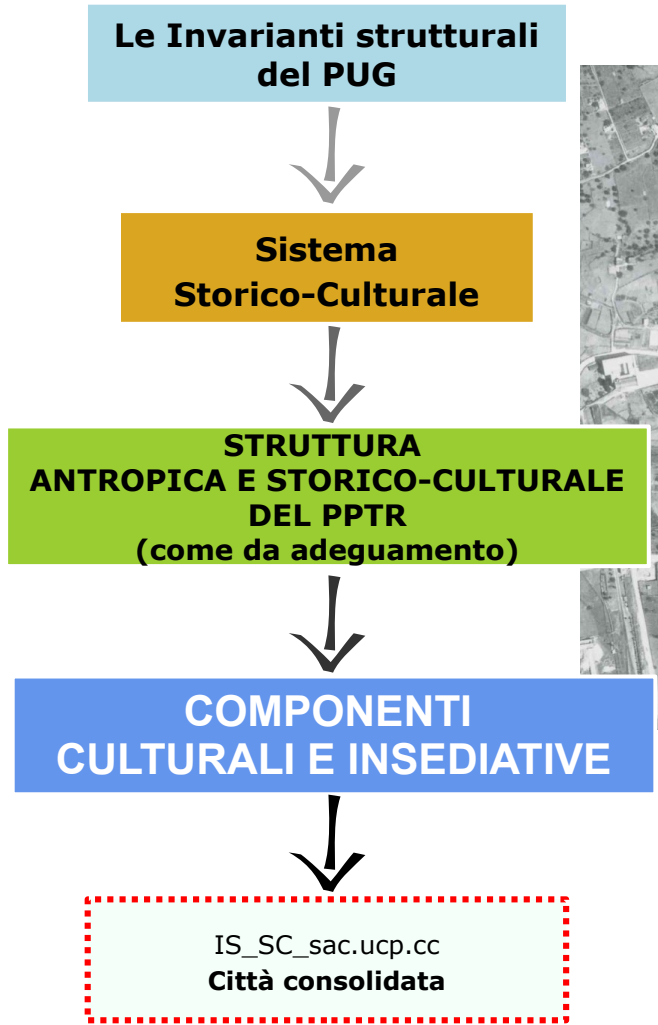 Le Invarianti strutturali
del PUG
Sistema
Storico-Culturale
STRUTTURA
ANTROPICA E STORICO-CULTURALE
DEL PPTR
(come da adeguamento)
COMPONENTI
CULTURALI E INSEDIATIVE
IS_SC_sac.ucp.cc
Città consolidata